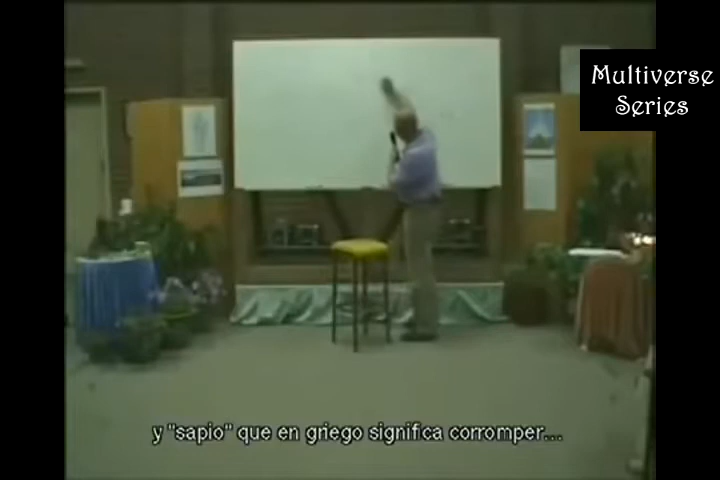 Multiverse
Series
y "sapio" que en griego significa corromper...